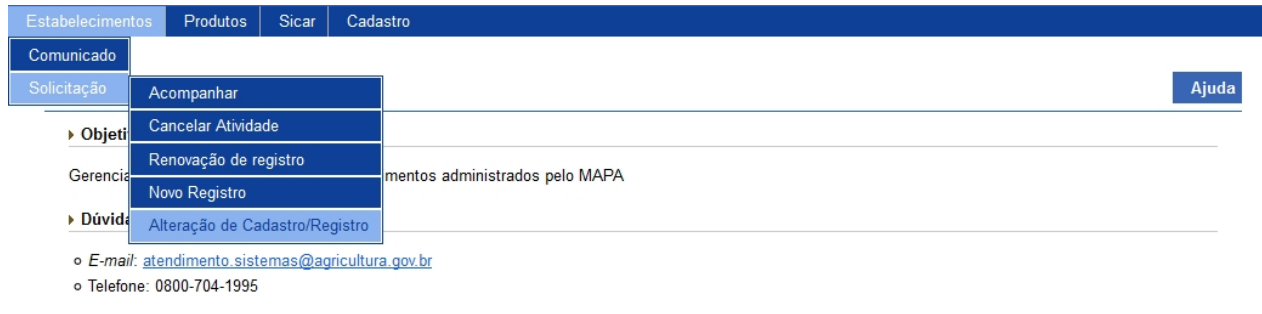 Estabelecimentos Produtos Sicar Cadastro
Comunicado
Solicitação
Ajuda
Acompanhar
Objeti
Cancelar Atividade
Renovação de registro
Gerencia mentos administrados pelo MAPA
Novo Registro
Dúvida
Alteração de Cadastro/Registro
E-mail: atendimento.sistemas@agricultura.gov.br
Telefone: 0800-704-1995